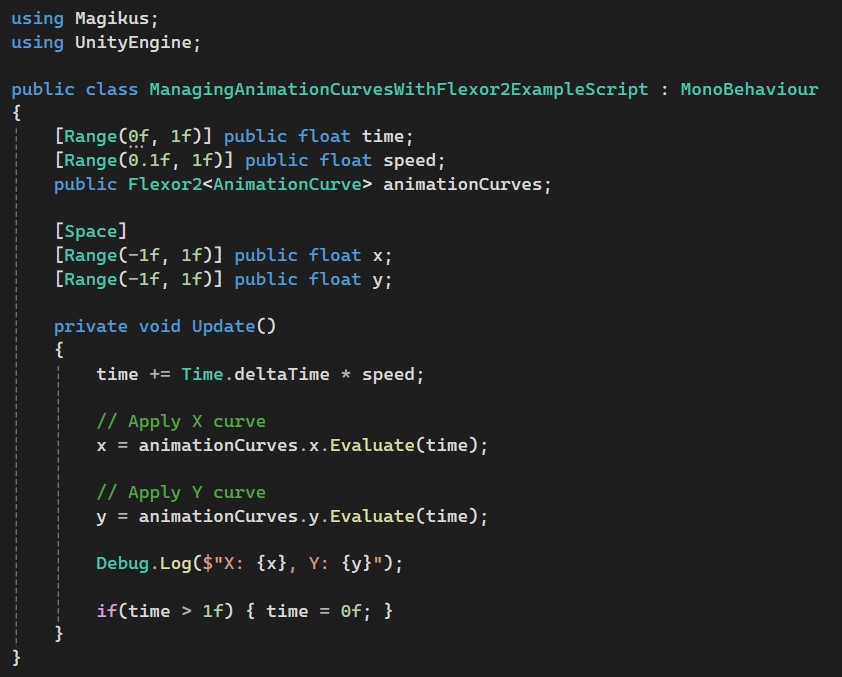 using Magikus;
using UnityEngine;

public class ManagingAnimationCurvesWithFlexor2ExampleScript : MonoBehaviour
{
    [Range(0f, 1f)] public float time;
    [Range(0.1f, 1f)] public float speed;
    public Flexor2<AnimationCurve> animationCurves;

    [Space]
    [Range(-1f, 1f)] public float x;
    [Range(-1f, 1f)] public float y;

    private void Update()
    {
        time += Time.deltaTime * speed;

        // Apply X curve
        x = animationCurves.x.Evaluate(time);

        // Apply Y curve
        y = animationCurves.y.Evaluate(time);

        Debug.Log($"X: {x}, Y: {y}");

        if(time > 1f) { time = 0f; }
    }
}